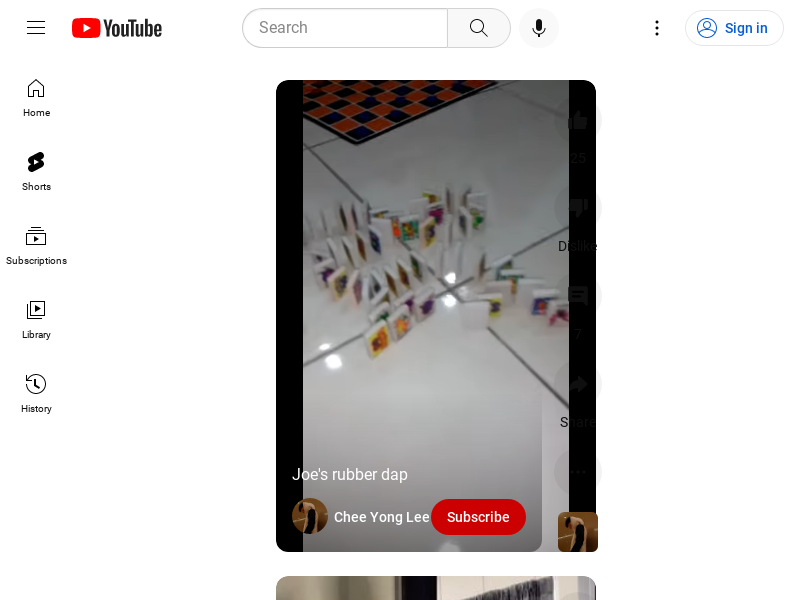 YouTube
Search
Sign in
Home
Shorts
Subscriptions
Library
History
25
Dislike
7
Share
Joe's rubber dap
Chee Yong Lee
Subscribe